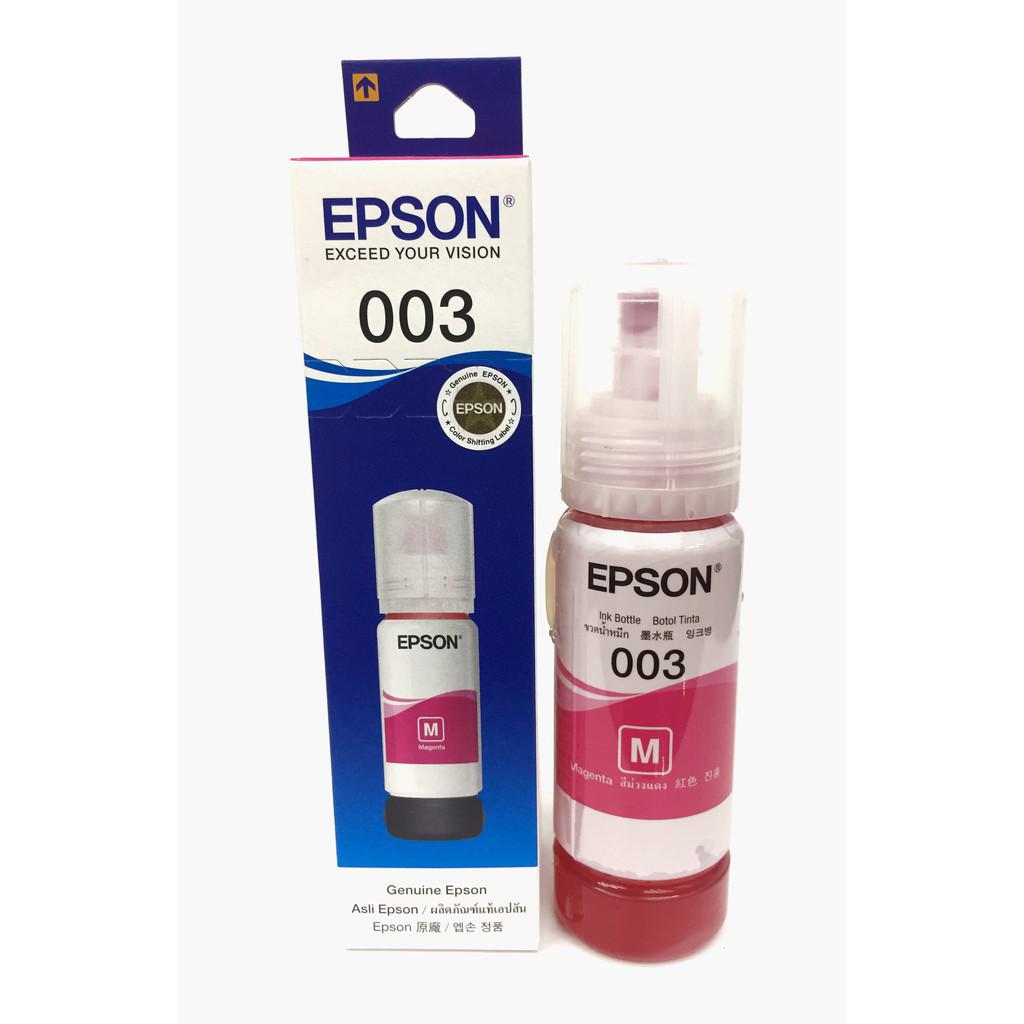 EPSON®
EXCEED YOUR VISION
003
Genuine EPSON
EPSON
Color Shifting Label
EPSON®
M
Magenta
Genuine Epson
Asli Epson / ผลิตภัณฑ์แท้เอปสัน
Epson 原廠 / 엡손 정품
EPSON®
Ink Bottle Botol Tinta
ขวดน้ำหมึก 墨水瓶 잉크병
003
M
Magenta สีม่วงแดง 紅色 진홍